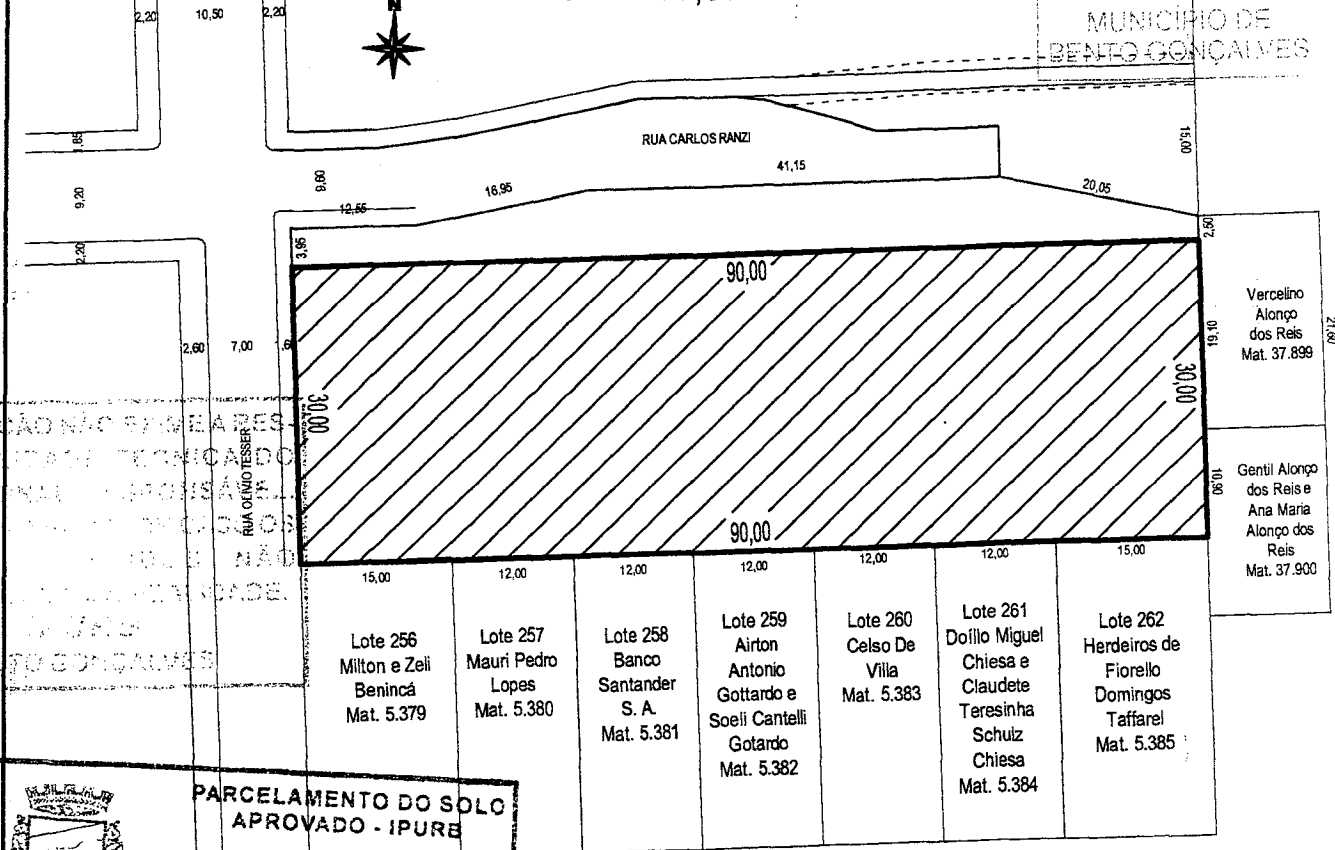 2,20
10,50
2,20
N
MUNICÍPIO DE
BENTO GONÇALVES
1,85
9,20
2,20
9,60
12,55
16,95
RUA CARLOS RANZI
41,15
20,05
15,00
3,95
2,50
90,00
2,60
7,00
30,00
30,00
19,10
Vercelino
Alonço
dos Reis
Mat. 37.899
21,60
RUA OLINIO TESSER
NÃO
10,90
Gentil Alonço
dos Reis e
Ana Maria
Alonço dos
Reis
Mat. 37.900
90,00
15,00
12,00
12,00
12,00
12,00
12,00
15,00
Lote 256
Milton e Zeli
Benincá
Mat. 5.379
Lote 257
Mauri Pedro
Lopes
Mat. 5.380
Lote 258
Banco
Santander
S. A.
Mat. 5.381
Lote 259
Airton
Antonio
Gottardo e
Soeli Cantelli
Gotardo
Mat. 5.382
Lote 260
Celso De
Villa
Mat. 5.383
Lote 261
Doíllo Miguel
Chiesa e
Claudete
Teresinha
Schulz
Chiesa
Mat. 5.384
Lote 262
Herdeiros de
Fiorello
Domingos
Taffarel
Mat. 5.385
PARCELAMENTO DO SOLO
APROVADO - IPURB